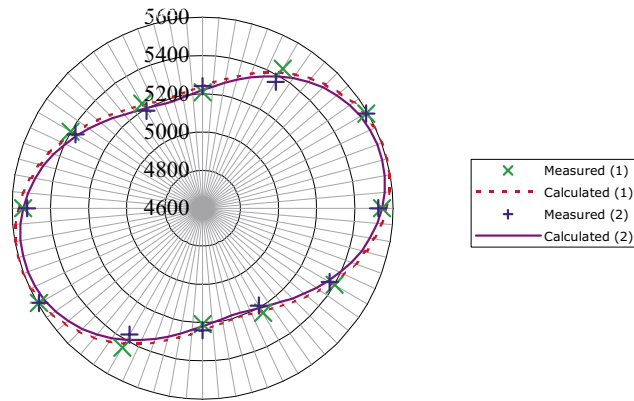 5600
5400
5200
5000
4800
4600
Measured (1)
Calculated (1)
Measured (2)
Calculated (2)